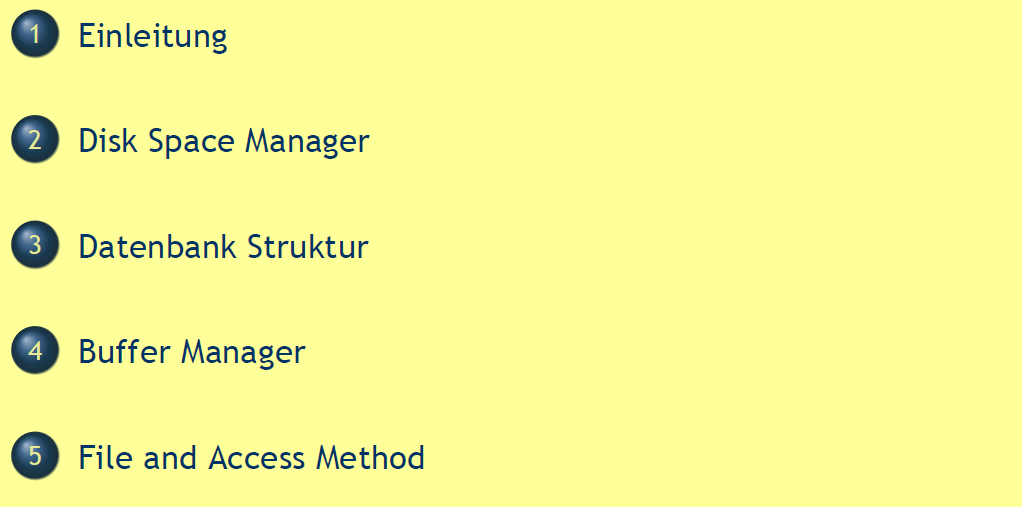 1 Einleitung
2 Disk Space Manager
3 Datenbank Struktur
4 Buffer Manager
5 File and Access Method